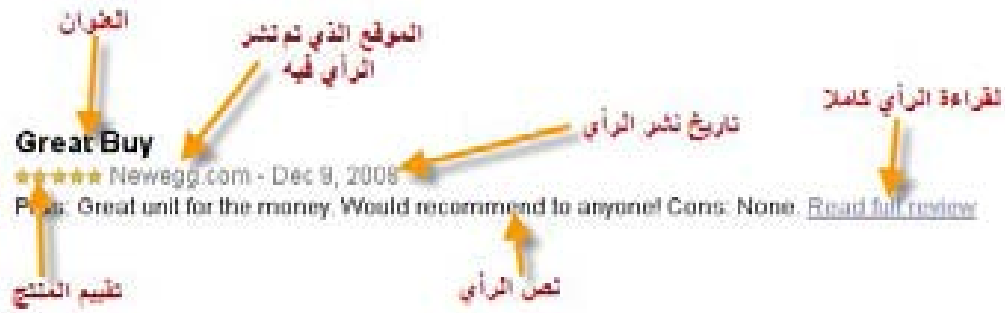 العنوان
الموقع الذي تم نشر
الرأي فيه
لقراءة الرأي كاملا
تاريخ نشر الرأي
Great Buy
Newegg.com - Dec 9, 2008
Pros: Great unit for the money. Would recommend to anyone! Cons: None. Read full review
تقييم المنتج
نص الرأي